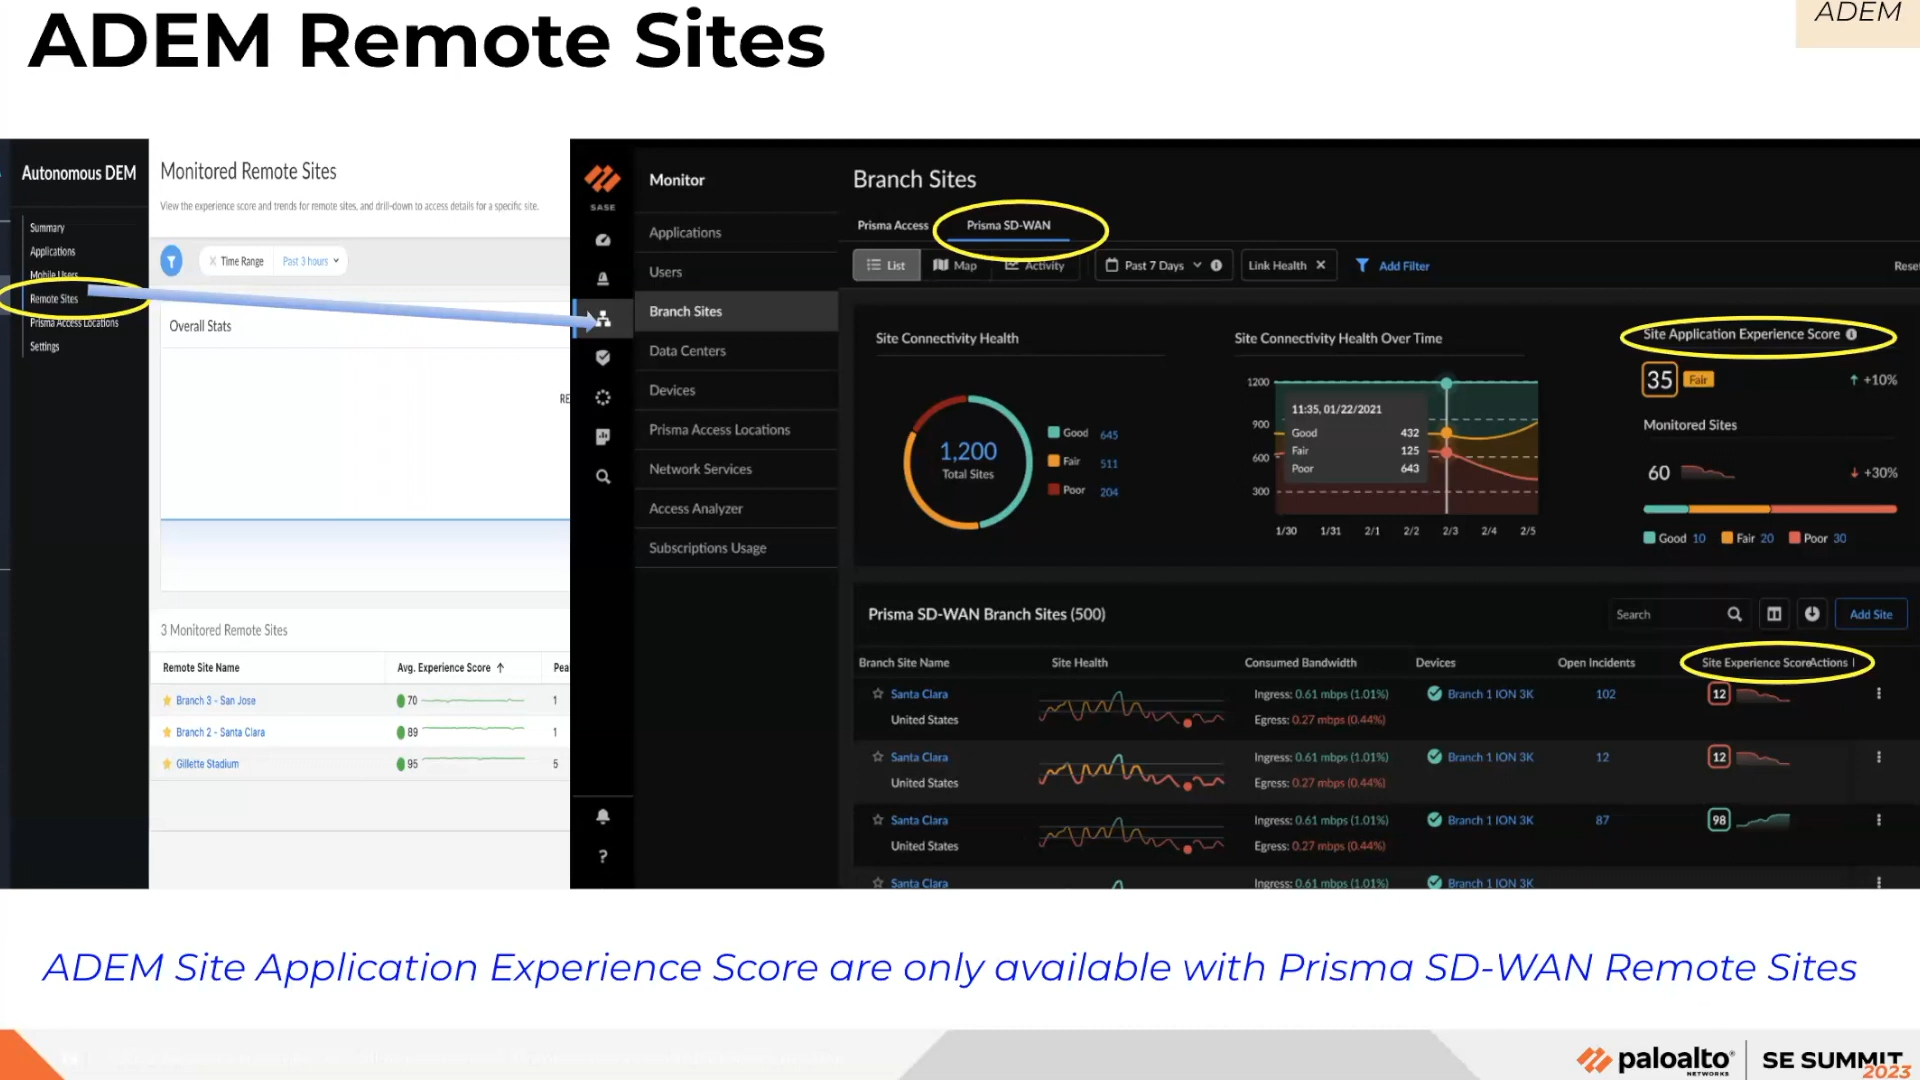 ADEM Remote Sites
ADEM
Autonomous DEM
Summary
Applications
Mobile Users
Remote Sites
Prisma Access Locations
Settings
Monitored Remote Sites
View the experience score and trends for remote sites, and drill-down to access details for a specific site.
Time Range Past 3 hours
Overall Stats
RE
3 Monitored Remote Sites
Remote Site Name Avg. Experience Score ↑ Pea
Branch 3 - San Jose 70 1
Branch 2 - Santa Clara 89 1
Gillette Stadium 95 5
SASE
Monitor
Applications
Users
Branch Sites
Data Centers
Devices
Prisma Access Locations
Network Services
Access Analyzer
Subscriptions Usage
?
Branch Sites
Prisma Access Prisma SD-WAN
List Map Activity Past 7 Days Link Health X Add Filter Reset
Site Connectivity Health
1,200
Total Sites
Good 645
Fair 511
Poor 204
Site Connectivity Health Over Time
1200
900
600
300
11:35, 01/22/2021
Good 432
Fair 125
Poor 643
1/30 1/31 2/1 2/2 2/3 2/4 2/5
Site Application Experience Score
35 Fair ↑ +10%
Monitored Sites
60 ↓ +30%
Good 10 Fair 20 Poor 30
Prisma SD-WAN Branch Sites (500)
Search Add Site
Branch Site Name Site Health Consumed Bandwidth Devices Open Incidents Site Experience ScoreActions
Santa Clara Ingress: 0.61 mbps (1.01%) Branch 1 ION 3K 102 12
United States Egress: 0.27 mbps (0.44%)
Santa Clara Ingress: 0.61 mbps (1.01%) Branch 1 ION 3K 12 12
United States Egress: 0.27 mbps (0.44%)
Santa Clara Ingress: 0.61 mbps (1.01%) Branch 1 ION 3K 87 98
United States Egress: 0.27 mbps (0.44%)
Santa Clara Ingress: 0.61 mbps (1.01%) Branch 1 ION 3K
ADEM Site Application Experience Score are only available with Prisma SD-WAN Remote Sites
paloalto NETWORKS SE SUMMIT 2023